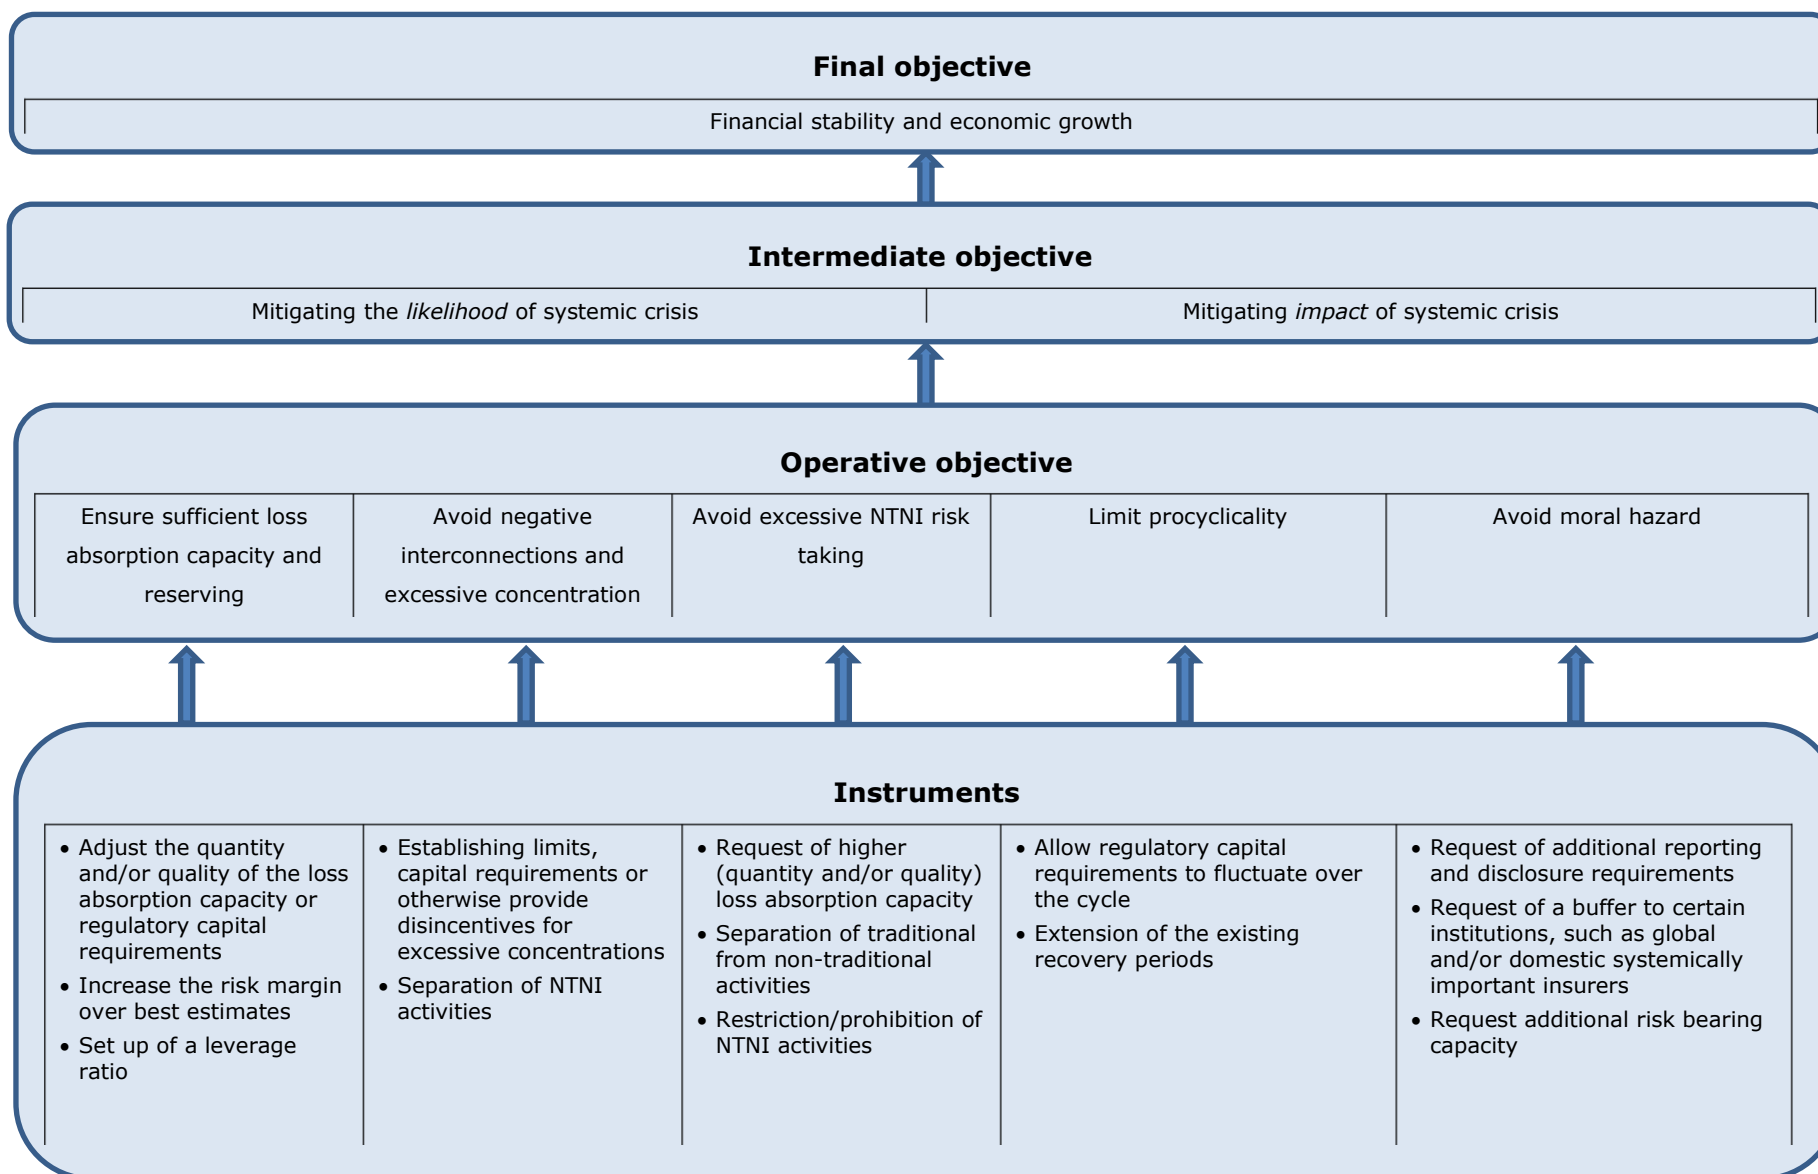 Final objective
Financial stability and economic growth
Intermediate objective
Mitigating the likelihood of systemic crisis
Mitigating impact of systemic crisis
Operative objective
Ensure sufficient loss
absorption capacity and
reserving
Avoid negative
interconnections and
excessive concentration
Avoid excessive NTNI risk
taking
Limit procyclicality
Avoid moral hazard
Instruments
• Adjust the quantity
and/or quality of the loss
absorption capacity or
regulatory capital
requirements
• Increase the risk margin
over best estimates
• Set up of a leverage
ratio
• Establishing limits,
capital requirements or
otherwise provide
disincentives for
excessive concentrations
• Separation of NTNI
activities
• Request of higher
(quantity and/or quality)
loss absorption capacity
• Separation of traditional
from non-traditional
activities
• Restriction/prohibition of
NTNI activities
• Allow regulatory capital
requirements to fluctuate over
the cycle
• Extension of the existing
recovery periods
• Request of additional reporting
and disclosure requirements
• Request of a buffer to certain
institutions, such as global
and/or domestic systemically
important insurers
• Request additional risk bearing
capacity